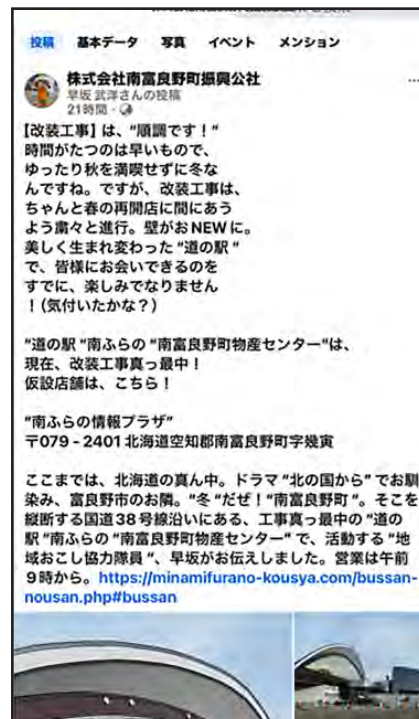 投稿 基本データ 写真 イベント メンション
株式会社南富良野町振興公社
早坂 武洋さんの投稿
21時間・
【改装工事】は、“順調です！“
時間がたつのは早いもので、
ゆったり秋を満喫せずに冬な
んですね。ですが、改装工事は、
ちゃんと春の再開店に間にあう
よう粛々と進行。壁がおNEWに。
美しく生まれ変わった “道の駅 “
で、皆様にお会いできるのを
すでに、楽しみでなりません
！(気付いたかな？)
“道の駅 “南ふらの “南富良野町物産センター“は、
現在、改装工事真っ最中！
仮設店舗は、こちら！
“南ふらの情報プラザ“
〒079 - 2401 北海道空知郡南富良野町字幾寅
ここまでは、北海道の真ん中。ドラマ “北の国から“ でお馴
染み、富良野市のお隣。“冬 “だぜ！“南富良野町 “。そこを
縦断する国道38号線沿いにある、工事真っ最中の “道の
駅 “南ふらの “南富良野町物産センター“ で、活動する “地
域おこし協力隊員 “、早坂がお伝えしました。営業は午前
9時から。https://minamifurano-kousya.com/bussan-
nousan.php#bussan